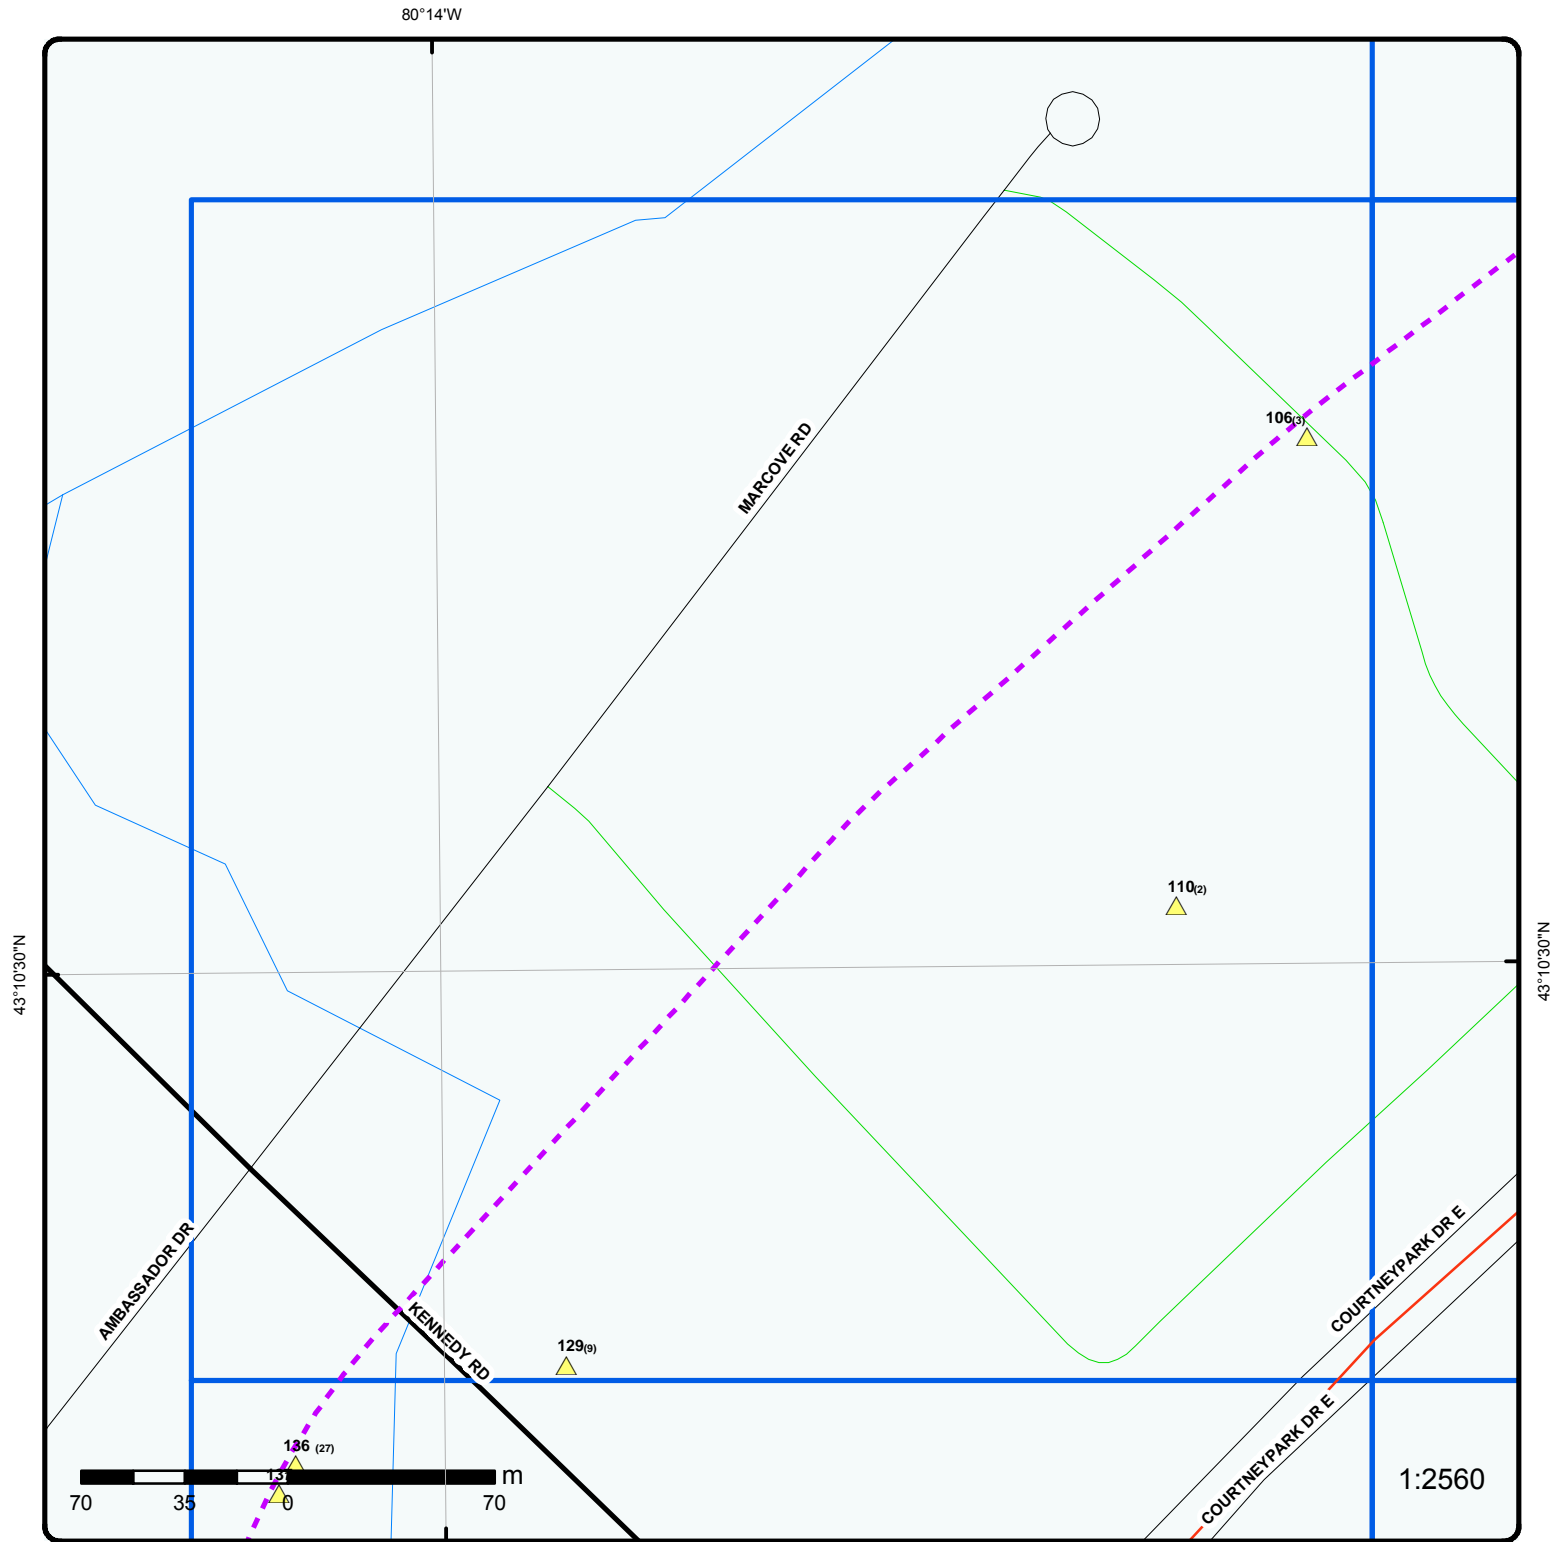 80°14'W
MARCOVE RD
106(3)
110(2)
43°10'30"N
43°10'30"N
AMBASSADOR DR
KENNEDY RD
129(9)
COURTNEYPARK DR E
COURTNEYPARK DR E
136 (27)
m
70 35 0 70
1:2560